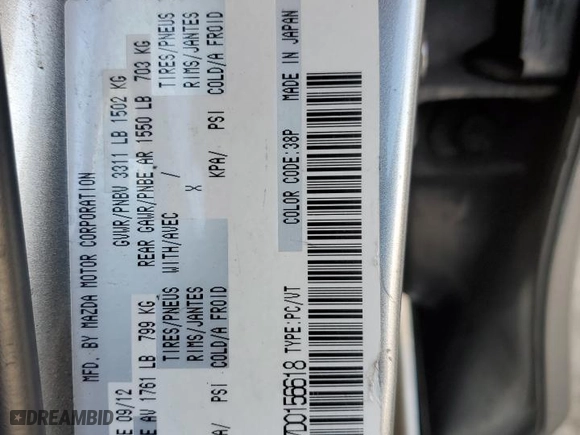 MFD. BY MAZDA MOTOR CORPORATION
09/12 GVWR/PNBV 3311 LB 1502 KG
AV 1761 LB 799 KG REAR GAWR/PNBE AR 1550 LB 703 KG
TIRES/PNEUS WITH/AVEC / TIRES/PNEUS
RIMS/JANTES X RIMS/JANTES
/ PSI COLD/A FROID KPA/ PSI COLD/A FROID
COLOR CODE:38P MADE IN JAPAN
D0156618 TYPE:PC/VT
AUTOBIDMASTER